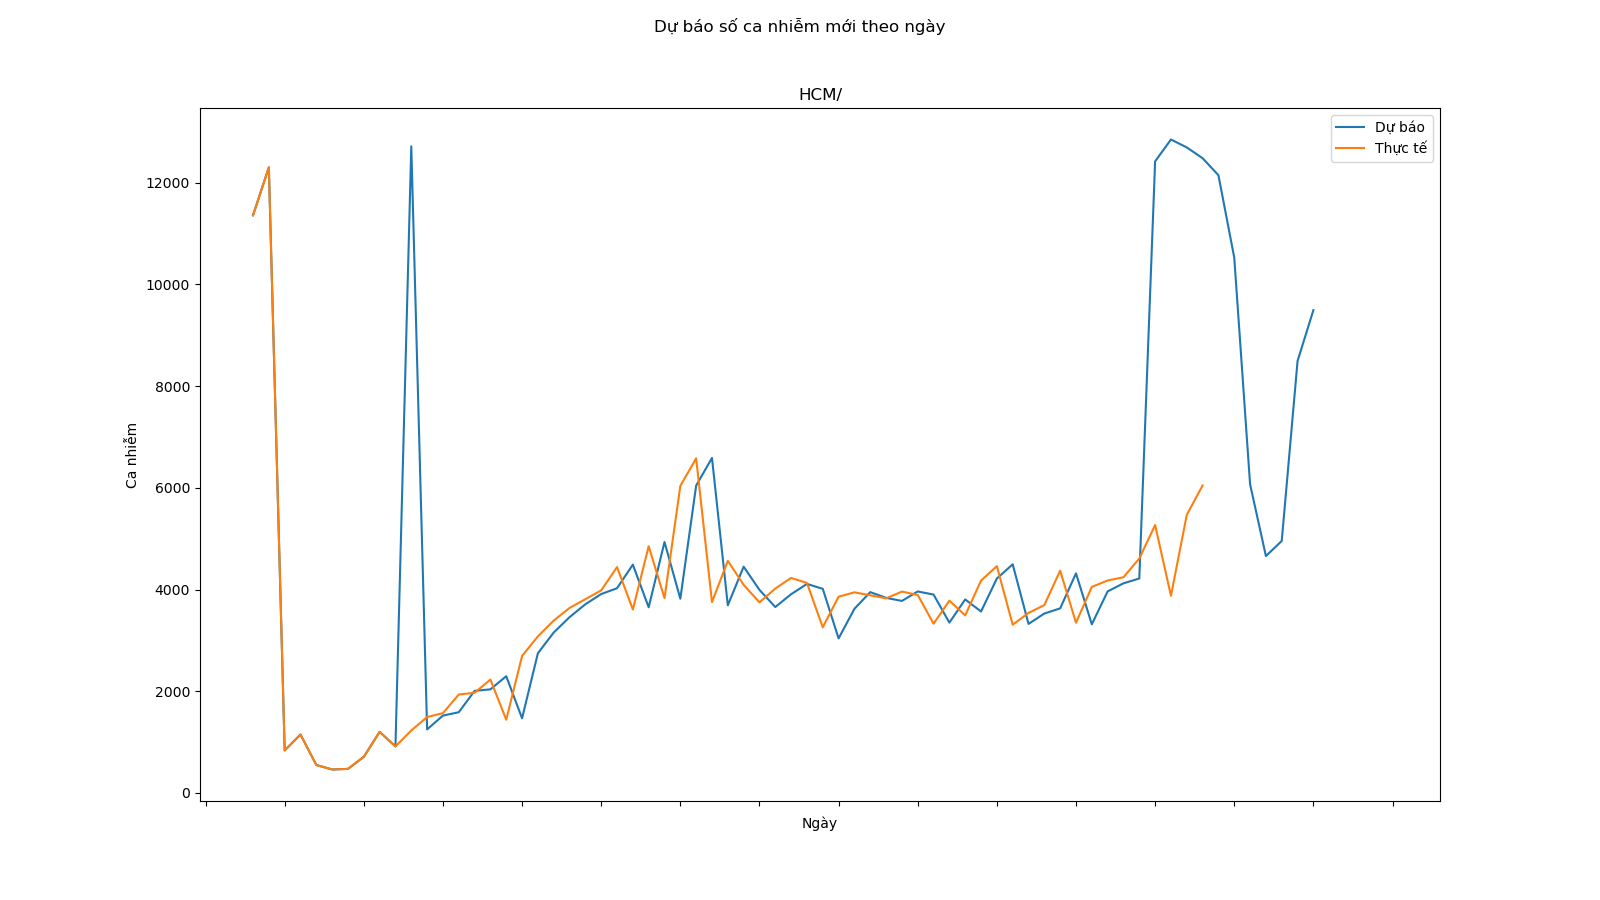 Dự báo số ca nhiễm mới theo ngày
HCM/
Dự báo
Thực tế
12000
10000
8000
6000
4000
2000
0
Ca nhiễm
Ngày